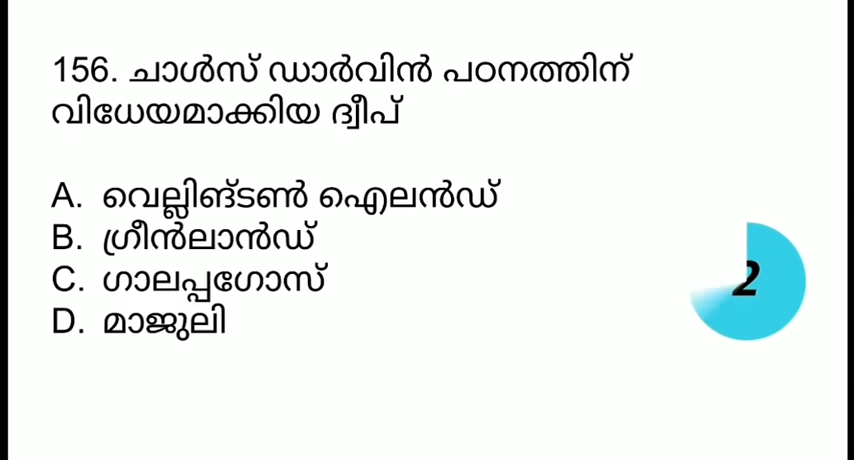 156. ചാൾസ് ഡാർവിൻ പഠനത്തിന്
വിധേയമാക്കിയ ദ്വീപ്
A. വെല്ലിങ്ടൺ ഐലൻഡ്
B. ഗ്രീൻലാൻഡ്
C. ഗാലപ്പഗോസ്
D. മാജുലി
2